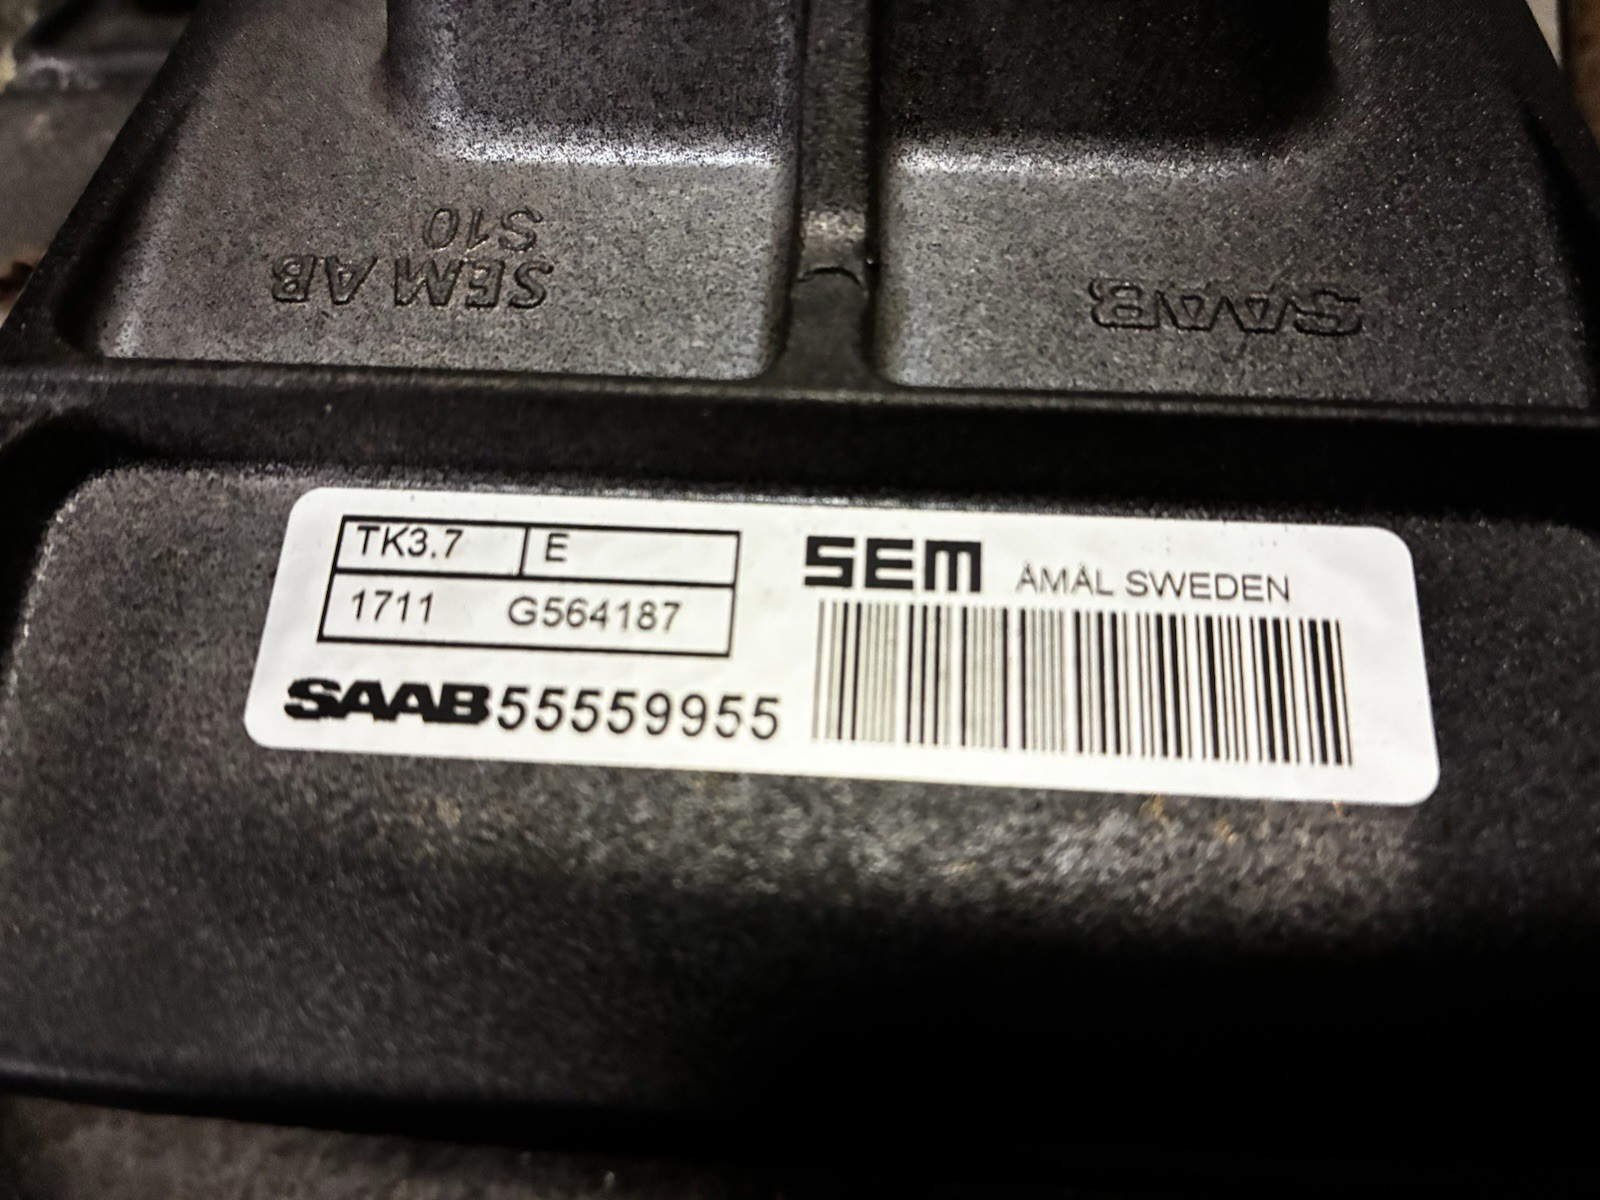 S10
SEM AB
SAAB
TK3.7 E
1711 G564187
SAAB 55559955
SEM ÅMÅL SWEDEN